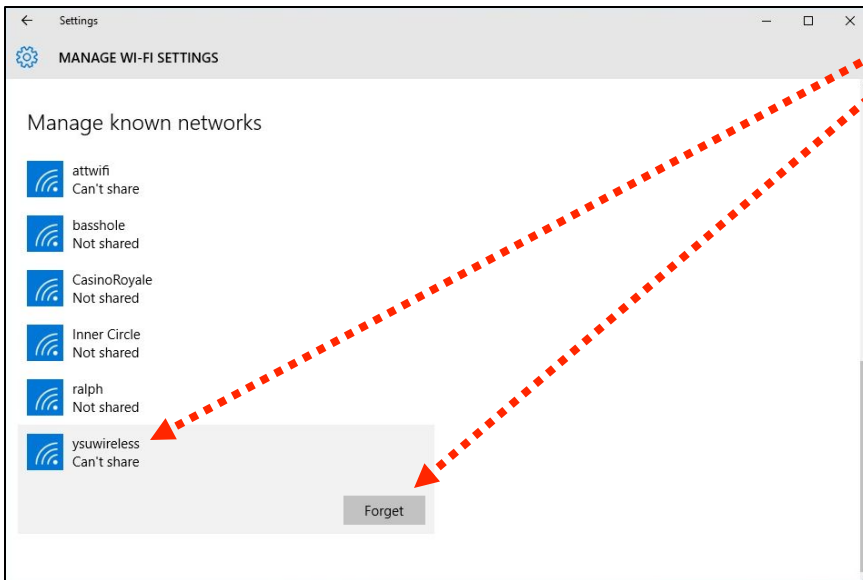 Settings
MANAGE WI-FI SETTINGS
Manage known networks
attwifi
Can't share
basshole
Not shared
CasinoRoyale
Not shared
Inner Circle
Not shared
ralph
Not shared
ysuwireless
Can't share
Forget